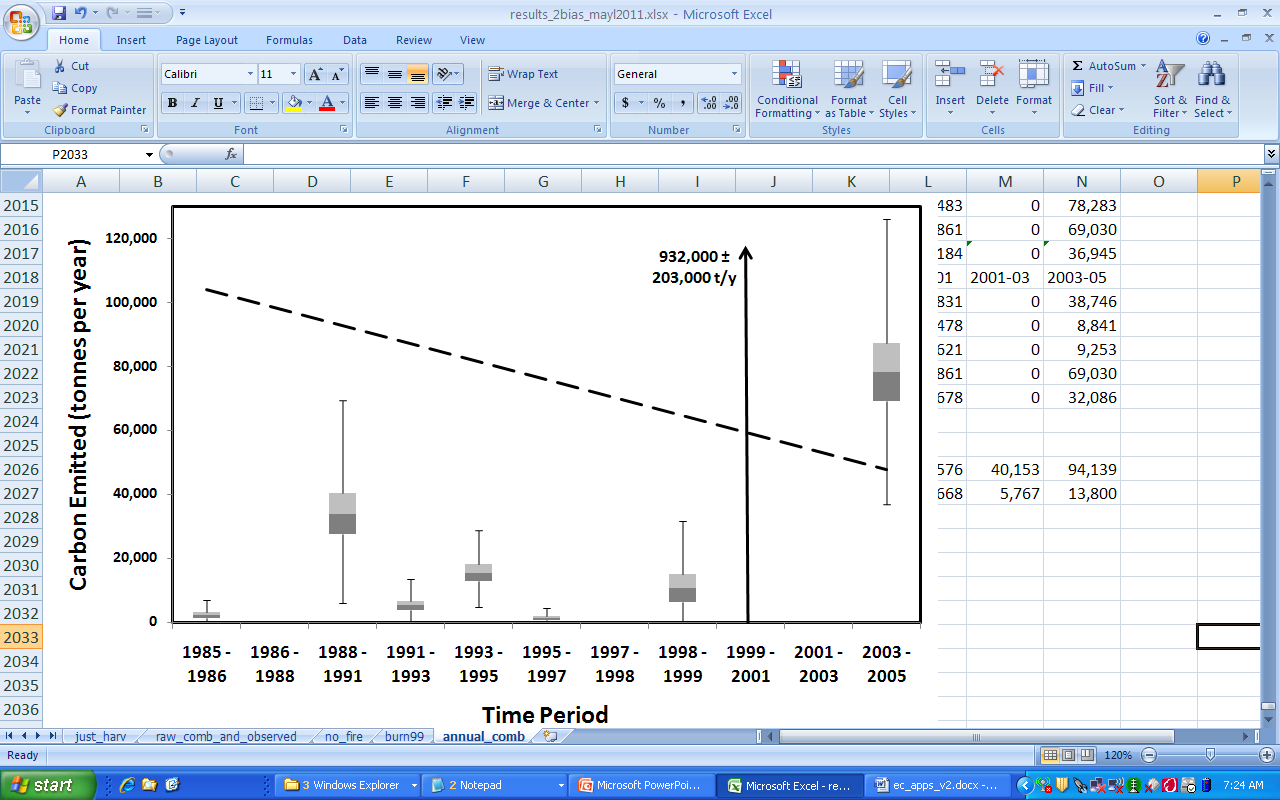 results_2bias_mayl2011.xlsx - Microsoft Excel
Home Insert Page Layout Formulas Data Review View
Paste
Cut
Copy
Format Painter
Clipboard
Calibri 11
B I U
Font
Wrap Text
Merge & Center
Alignment
General
$ % ,
Number
Conditional Formatting
Format as Table
Cell Styles
Styles
Insert Delete Format
Cells
Σ AutoSum
Fill
Clear
Sort & Filter
Find & Select
Editing
P2033 fx
A B C D E F G H I J K L M N O P
2015 483 0 78,283
2016 861 0 69,030
2017 184 0 36,945
2018 01 2001-03 2003-05
2019 831 0 38,746
2020 478 0 8,841
2021 621 0 9,253
2022 861 0 69,030
2023 678 0 32,086
2024
2025
2026 576 40,153 94,139
2027 668 5,767 13,800
2028
2029
2030
2031
2032
2033
2034
2035
2036
Carbon Emitted (tonnes per year)
120,000
100,000
80,000
60,000
40,000
20,000
0
932,000 ±
203,000 t/y
1985 - 1986 - 1988 - 1991 - 1993 - 1995 - 1997 - 1998 - 1999 - 2001 - 2003 -
1986 1988 1991 1993 1995 1997 1998 1999 2001 2003 2005
Time Period
just_harv raw_comb_and_observed no_fire burn99 annual_comb
Ready 120%
start 3 Windows Explorer 2 Notepad Microsoft PowerPoi... Microsoft Excel - re... ec_apps_v2.docx -... 7:24 AM